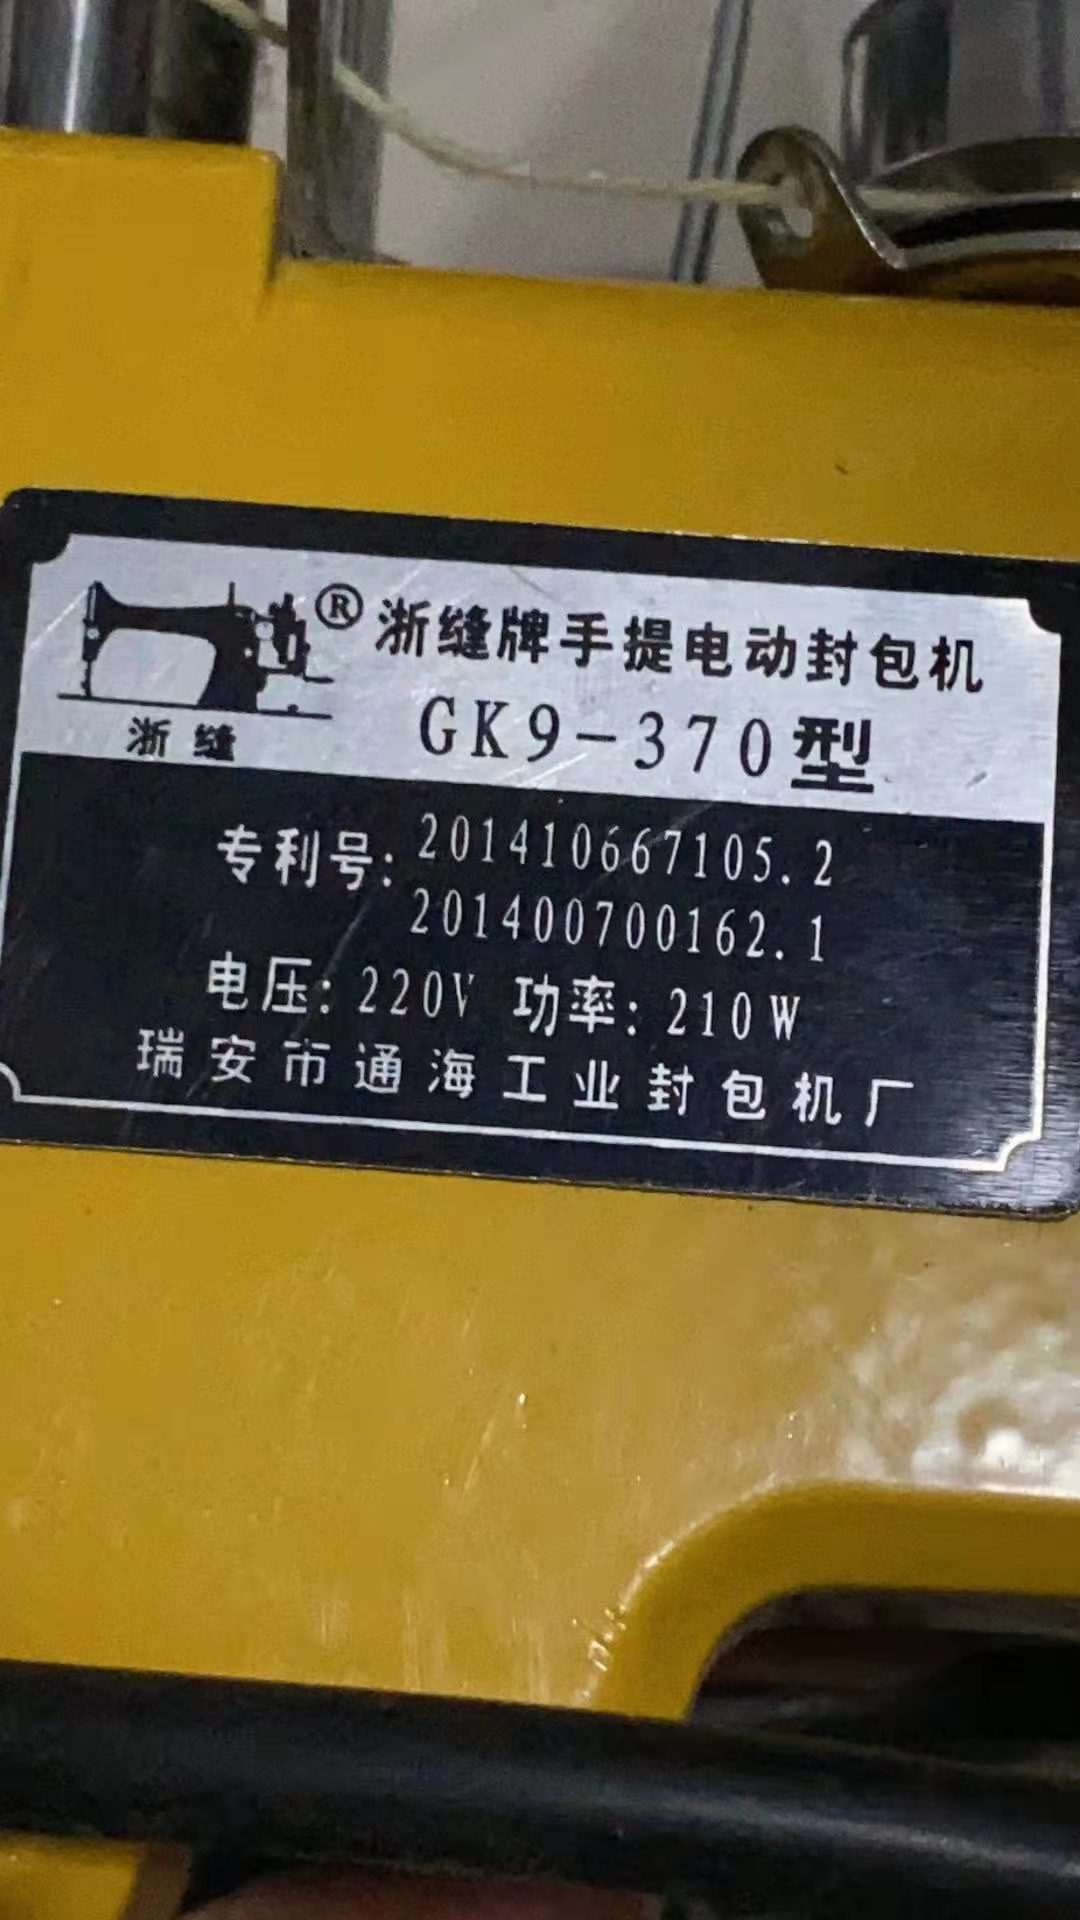 ® 浙缝牌手提电动封包机
浙缝
GK9-370型
专利号: 201410667105.2
201400700162.1
电压: 220V 功率: 210W
瑞安市通海工业封包机厂